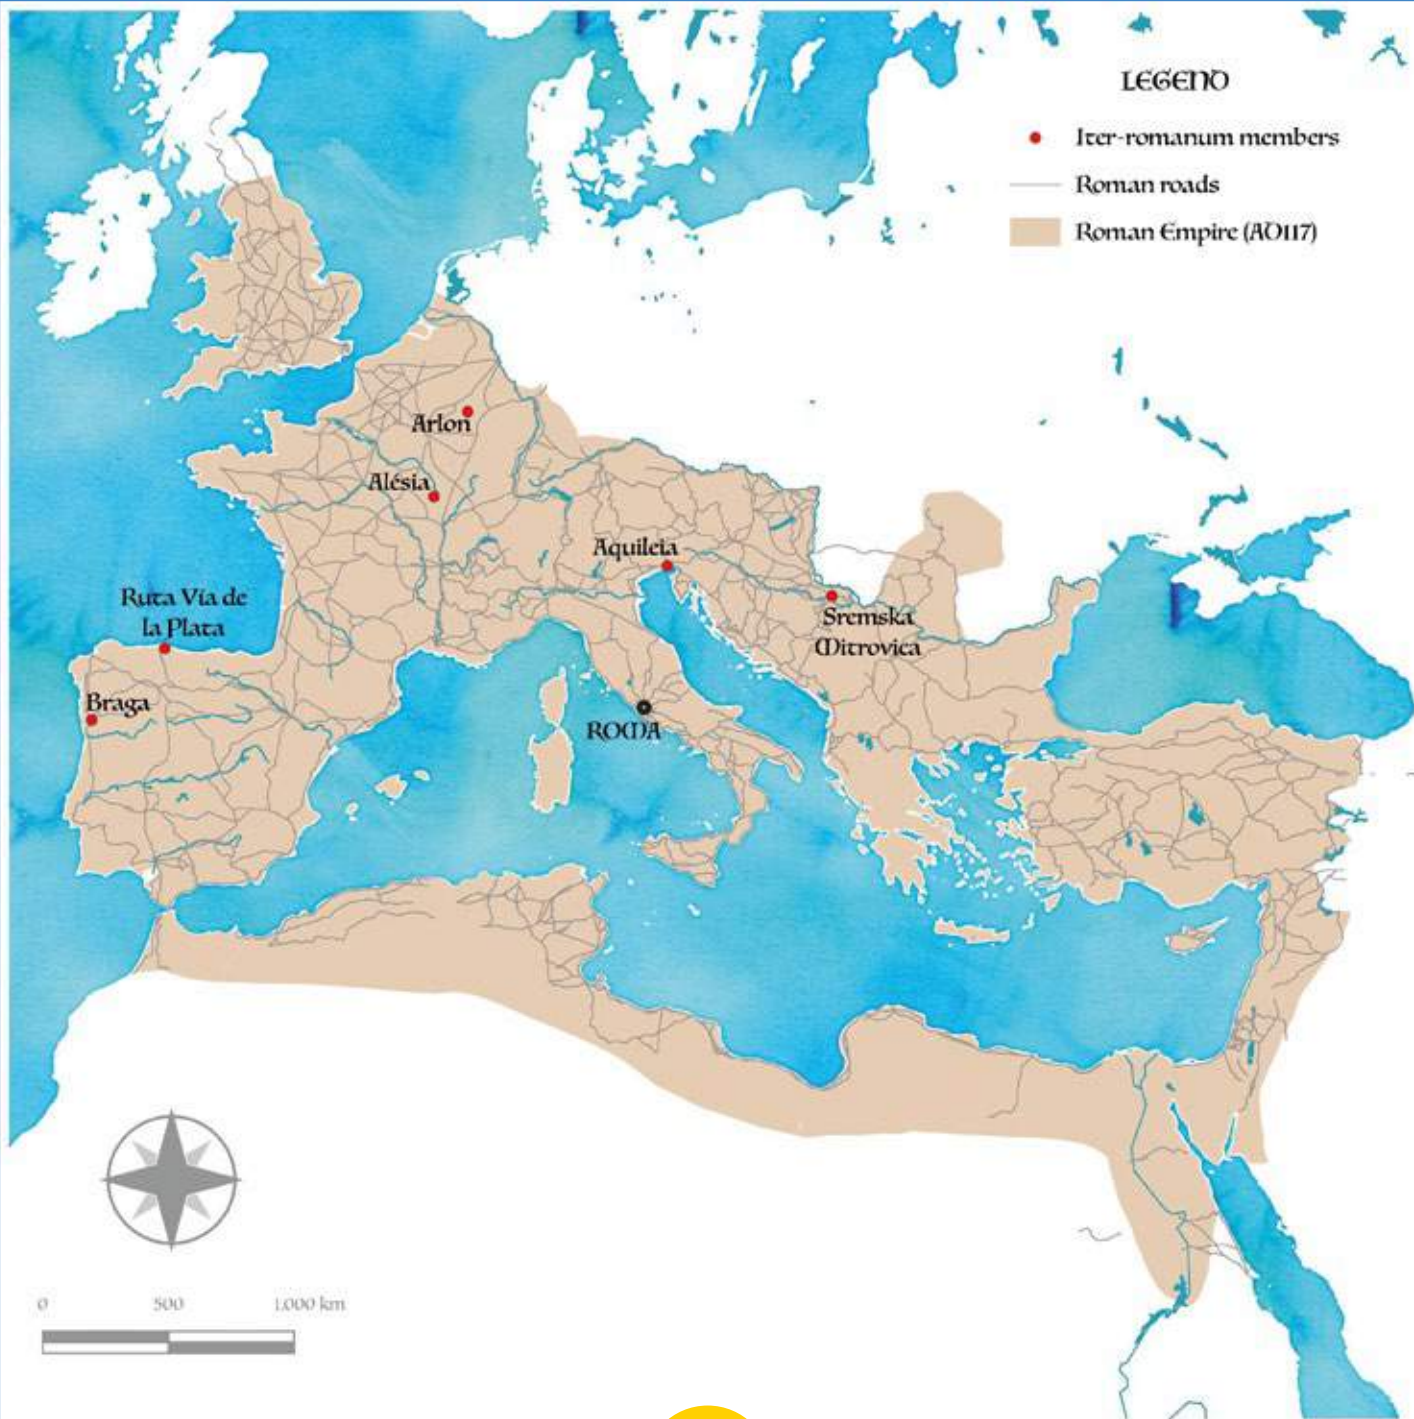 LEGEND
Iter-romanum members
Roman roads
Roman Empire (AD117)
Arlon
Alésia
Aquileia
Ruta Vía de
la Plata
Sremska
Mitrovica
Braga
ROMA
0 500 1.000 km